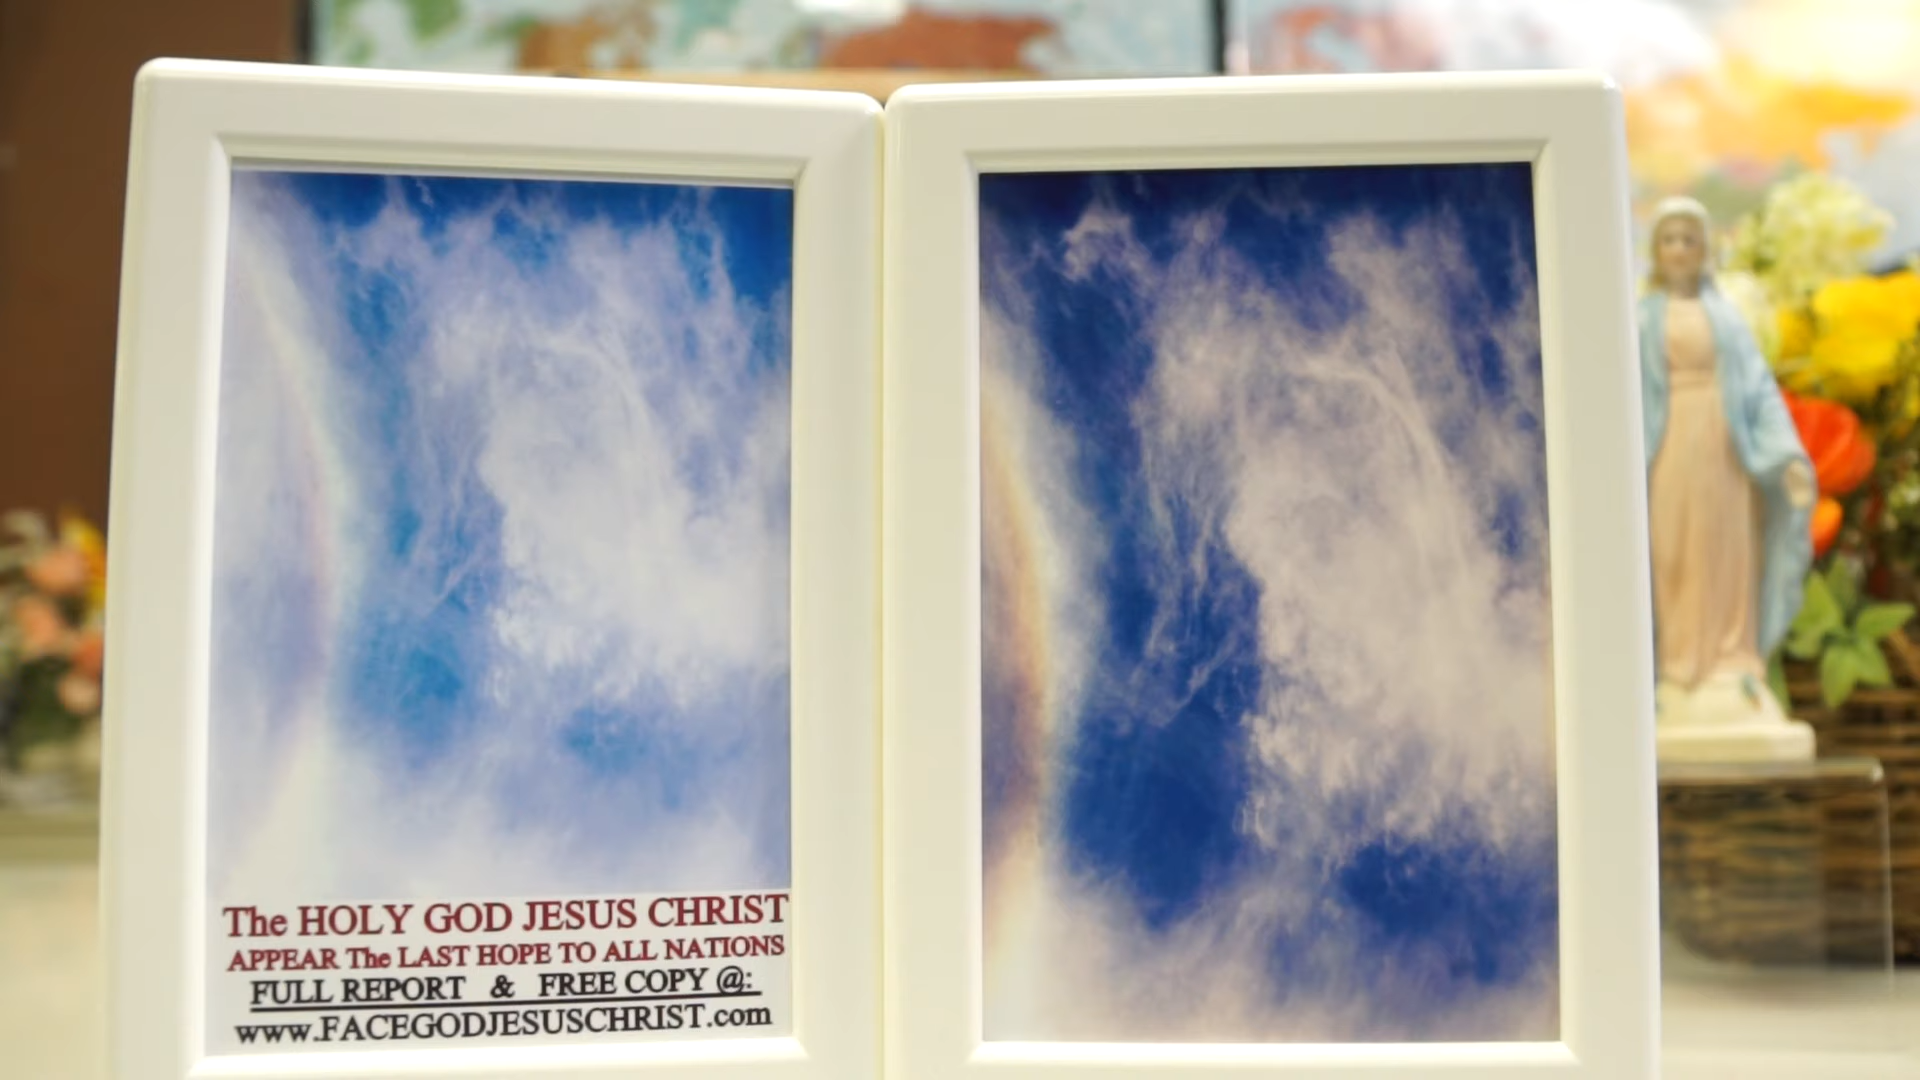 The HOLY GOD JESUS CHRIST
APPEAR The LAST HOPE TO ALL NATIONS
FULL REPORT & FREE COPY @:
www.FACEGODJESUSCHRIST.com